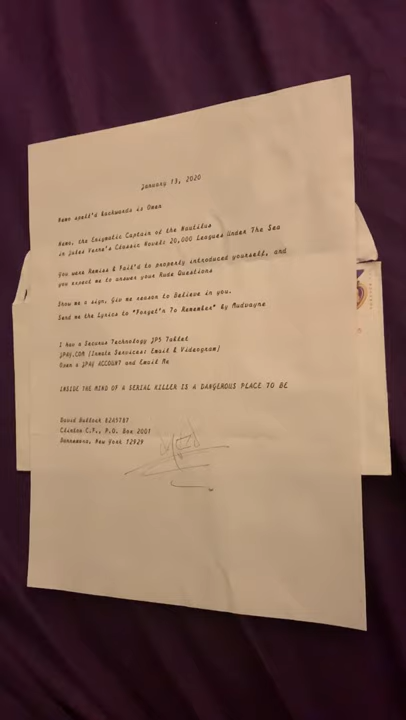 January 13, 2020
Nemo spell'd Backwards is Omen
Nemo, the Enigmatic Captain of the Nautilus
in Jules Verne's Classic Novels 20,000 Leagues Under The Sea
You were Remiss & Fail'd to properly introduced yourself, and
you expect me to answer your Rude Questions
Show me a sign, Give me reason to Believe in you.
Send me the Lyrics to "Forget'n To Remember" by Mudvayne
I have a Securus Technology JP5 Tablet
JP4U.COM [Inmate Services: Email & Videogram]
Open a JP4U ACCOUNT and Email Me
INSIDE THE MIND OF A SERIAL KILLER IS A DANGEROUS PLACE TO BE
David Bullock
Clinton C.F., P.O. Box 2001
Dannemora, New York 12929